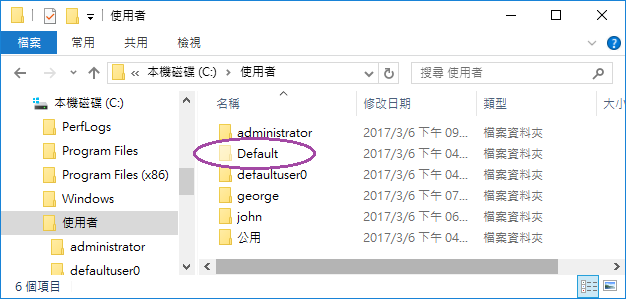 使用者
檔案 常用 共用 檢視
本機磁碟 (C:) 使用者 搜尋 使用者
本機磁碟 (C:)
PerfLogs
Program Files
Program Files (x86)
Windows
使用者
administrator
defaultuser0
名稱 修改日期 類型 大小
administrator 2017/3/6 下午 09... 檔案資料夾
Default 2017/3/6 下午 04... 檔案資料夾
defaultuser0 2017/3/6 下午 04... 檔案資料夾
george 2017/3/6 下午 07... 檔案資料夾
john 2017/3/6 下午 06... 檔案資料夾
公用 2017/3/6 下午 04... 檔案資料夾
6 個項目